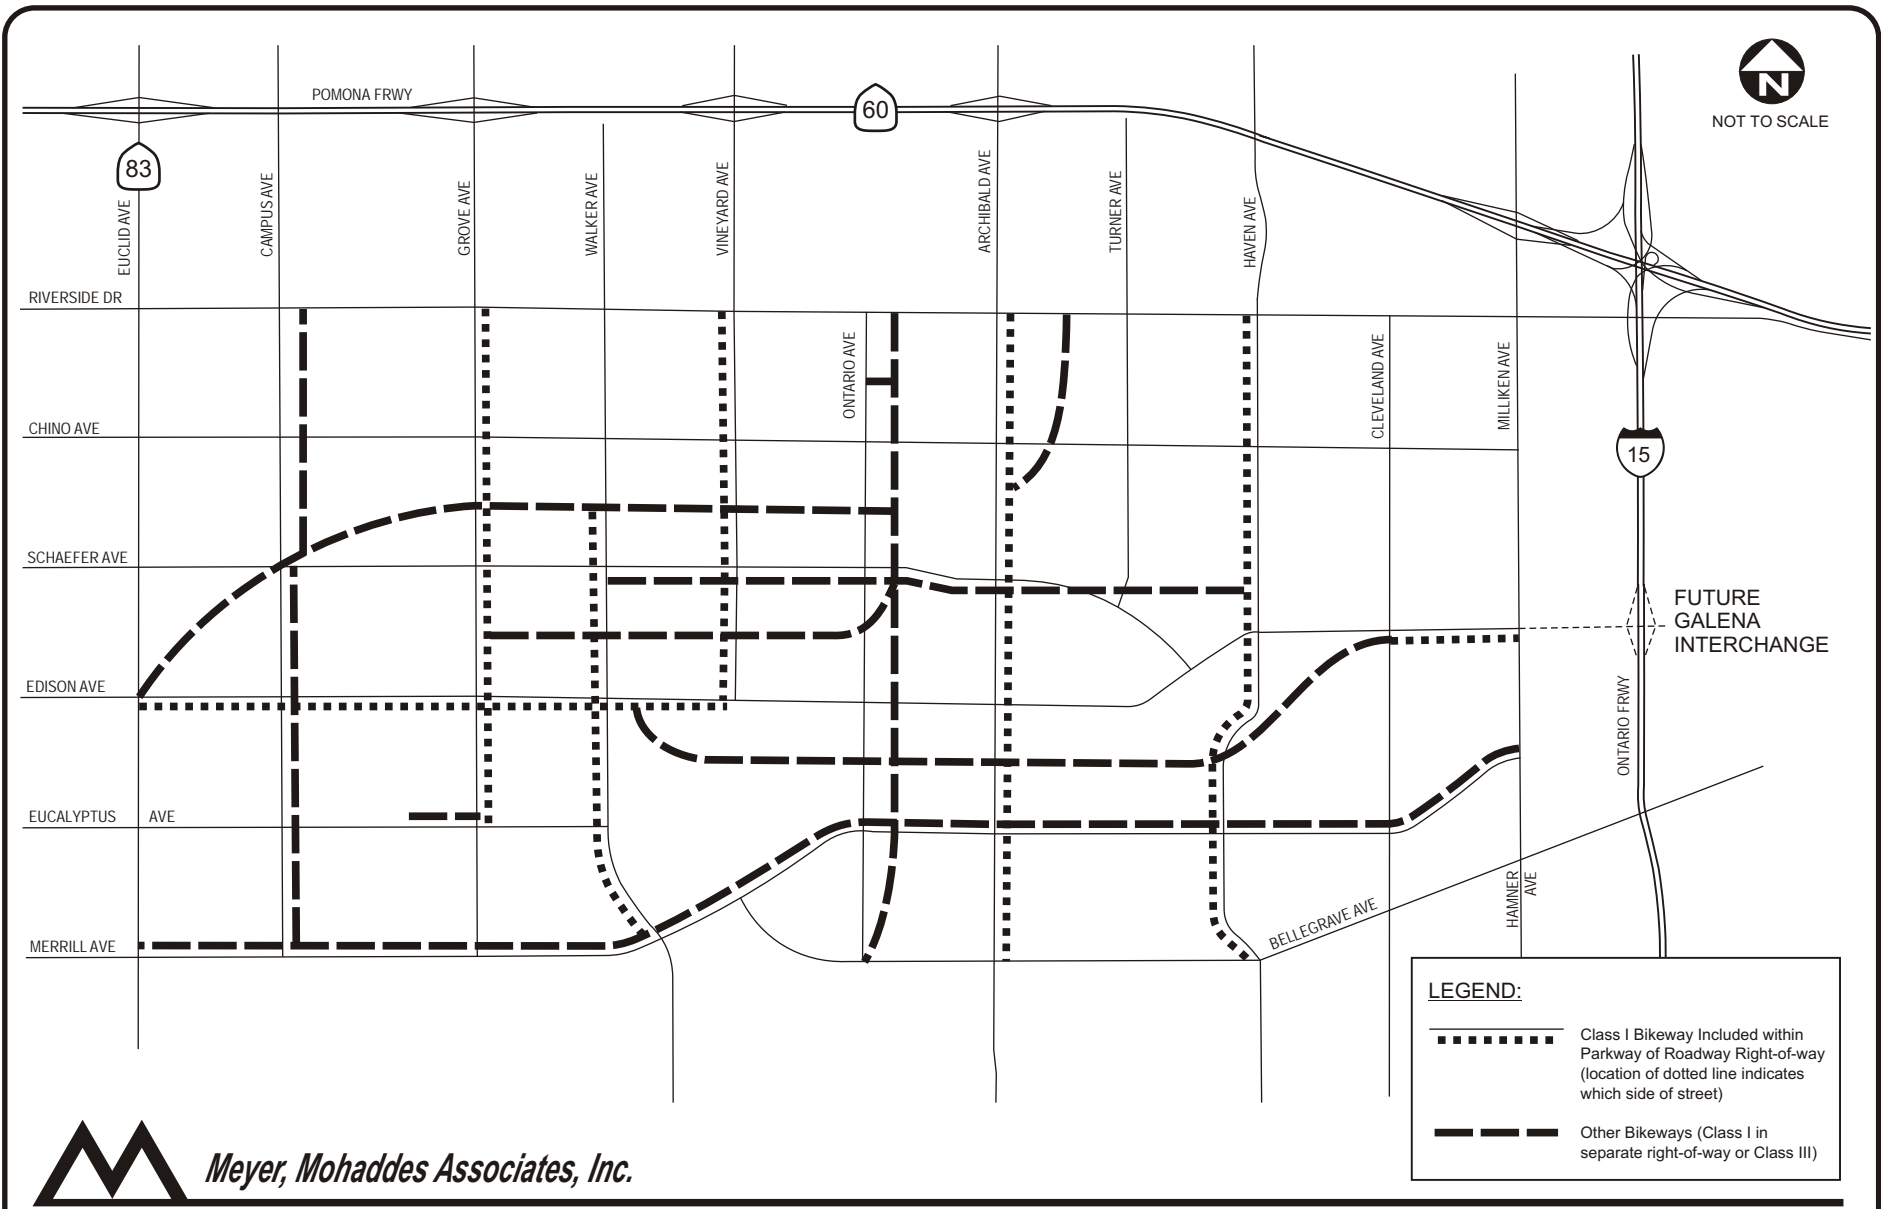 POMONA FRWY
60
N
NOT TO SCALE
83
EUCLID AVE
CAMPUS AVE
GROVE AVE
WALKER AVE
VINEYARD AVE
ARCHIBALD AVE
TURNER AVE
HAVEN AVE
RIVERSIDE DR
ONTARIO AVE
CLEVELAND AVE
MILLIKEN AVE
CHINO AVE
15
SCHAEFER AVE
FUTURE
GALENA
INTERCHANGE
EDISON AVE
ONTARIO FRWY
EUCALYPTUS AVE
HAMNER
AVE
BELLEGRAVE AVE
MERRILL AVE
LEGEND:
Class I Bikeway Included within
Parkway of Roadway Right-of-way
(location of dotted line indicates
which side of street)
Other Bikeways (Class I in
separate right-of-way or Class III)
Meyer, Mohaddes Associates, Inc.